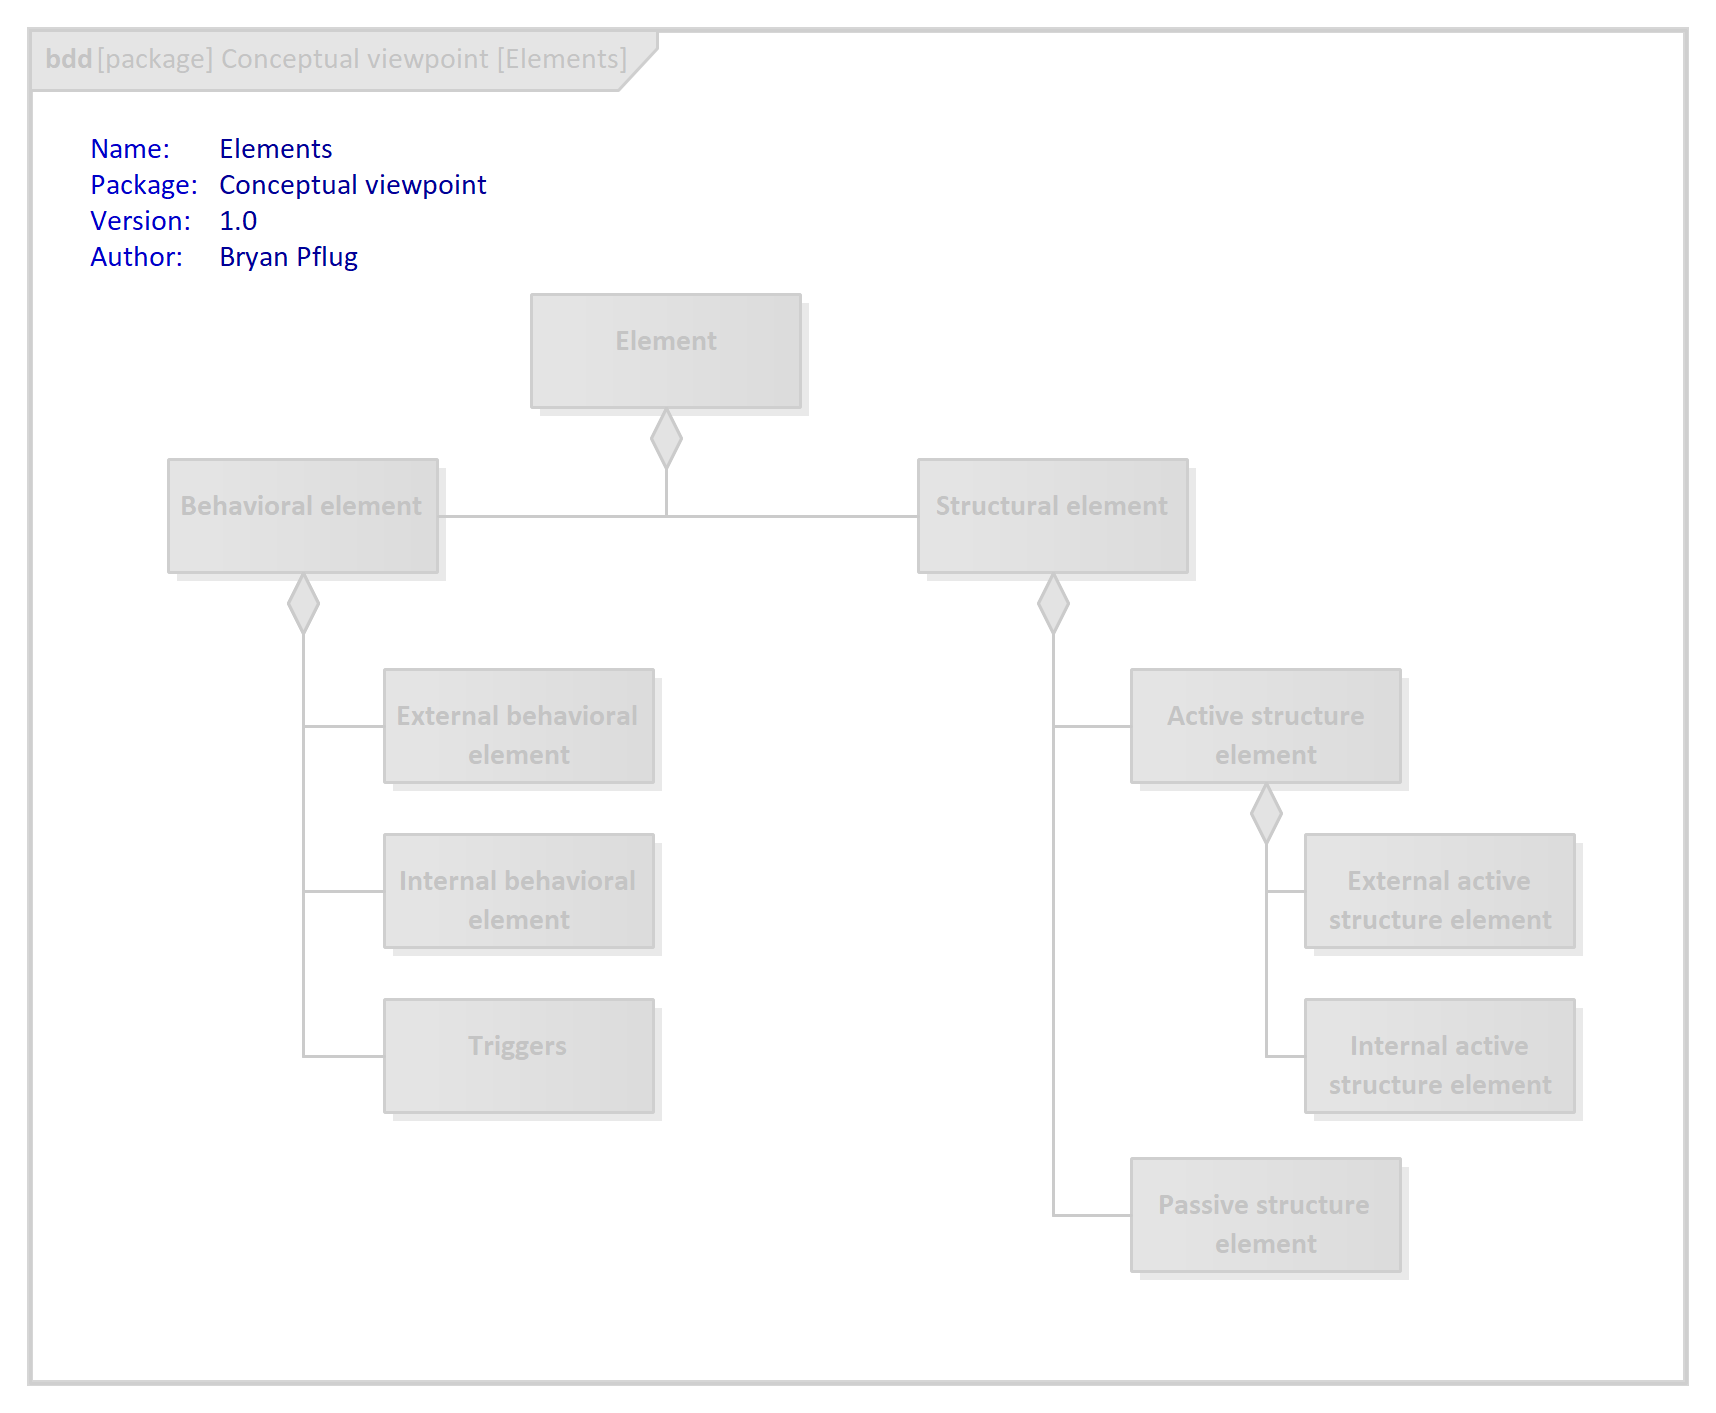 bdd [package] Conceptual viewpoint [Elements]
Name: Elements
Package: Conceptual viewpoint
Version: 1.0
Author: Bryan Pflug
Element
Behavioral element
Structural element
External behavioral
element
Internal behavioral
element
Triggers
Active structure
element
External active
structure element
Internal active
structure element
Passive structure
element